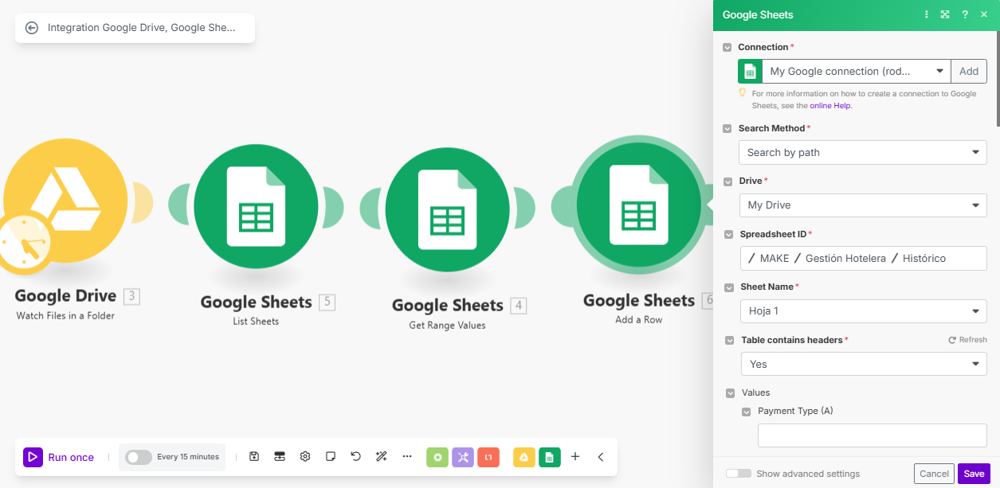 Integration Google Drive, Google She...
Google Drive 3
Watch Files in a Folder
Google Sheets 5
List Sheets
Google Sheets 4
Get Range Values
Google Sheets 6
Add a Row
Run once
Every 15 minutes
Google Sheets
?
Connection *
My Google connection (rod...
Add
For more information on how to create a connection to Google
Sheets, see the online Help.
Search Method *
Search by path
Drive *
My Drive
Spreadsheet ID *
/ MAKE / Gestión Hotelera / Histórico
Sheet Name *
Hoja 1
Table contains headers *
Refresh
Yes
Values
Payment Type (A)
Show advanced settings
Cancel
Save